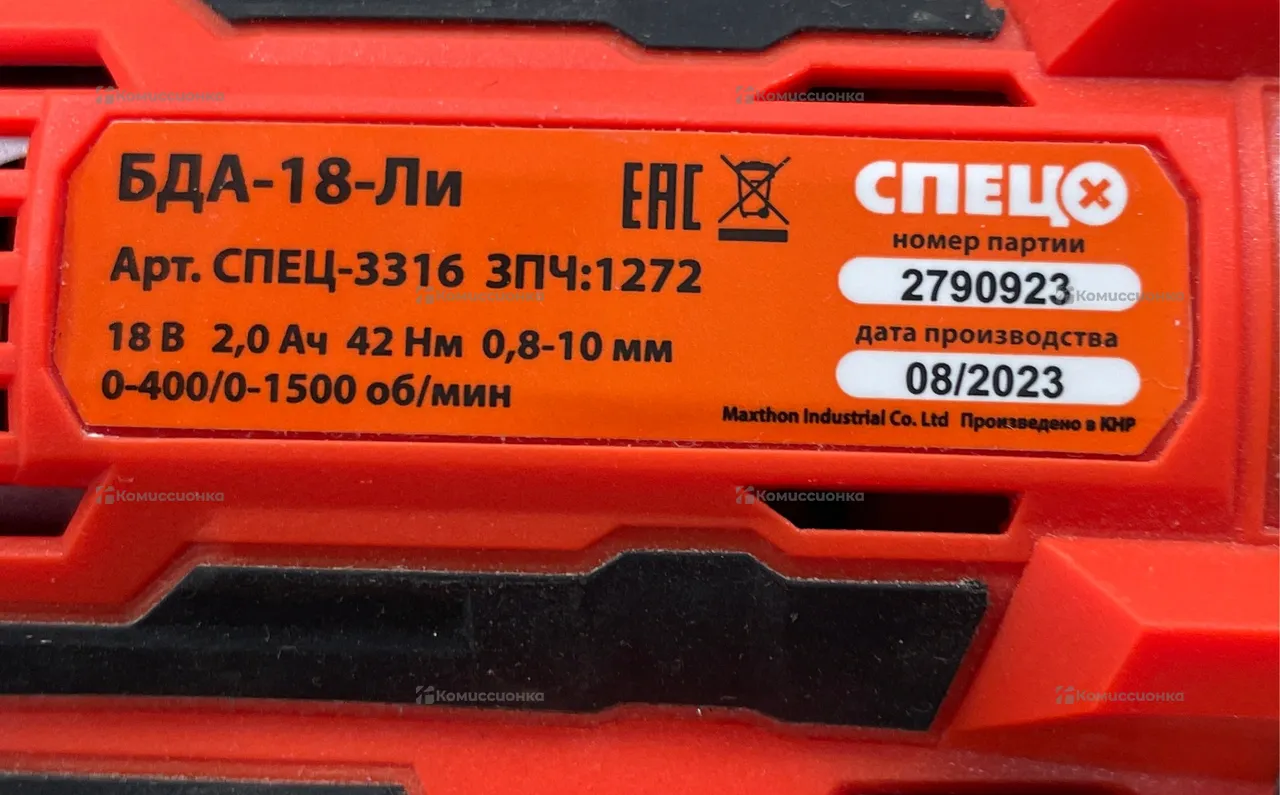 БДА-18-Ли
Арт. СПЕЦ-3316 ЗПЧ:1272
18 В 2,0 Ач 42 Нм 0,8-10 мм
0-400/0-1500 об/мин
EAC
СПЕЦ
номер партии
2790923
дата производства
08/2023
Maxthon Industrial Co. Ltd Произведено в КНР
Комиссионка
Комиссионка
Комиссионка
Комиссионка
Комиссионка
Комиссионка
Комиссионка
Комиссионка